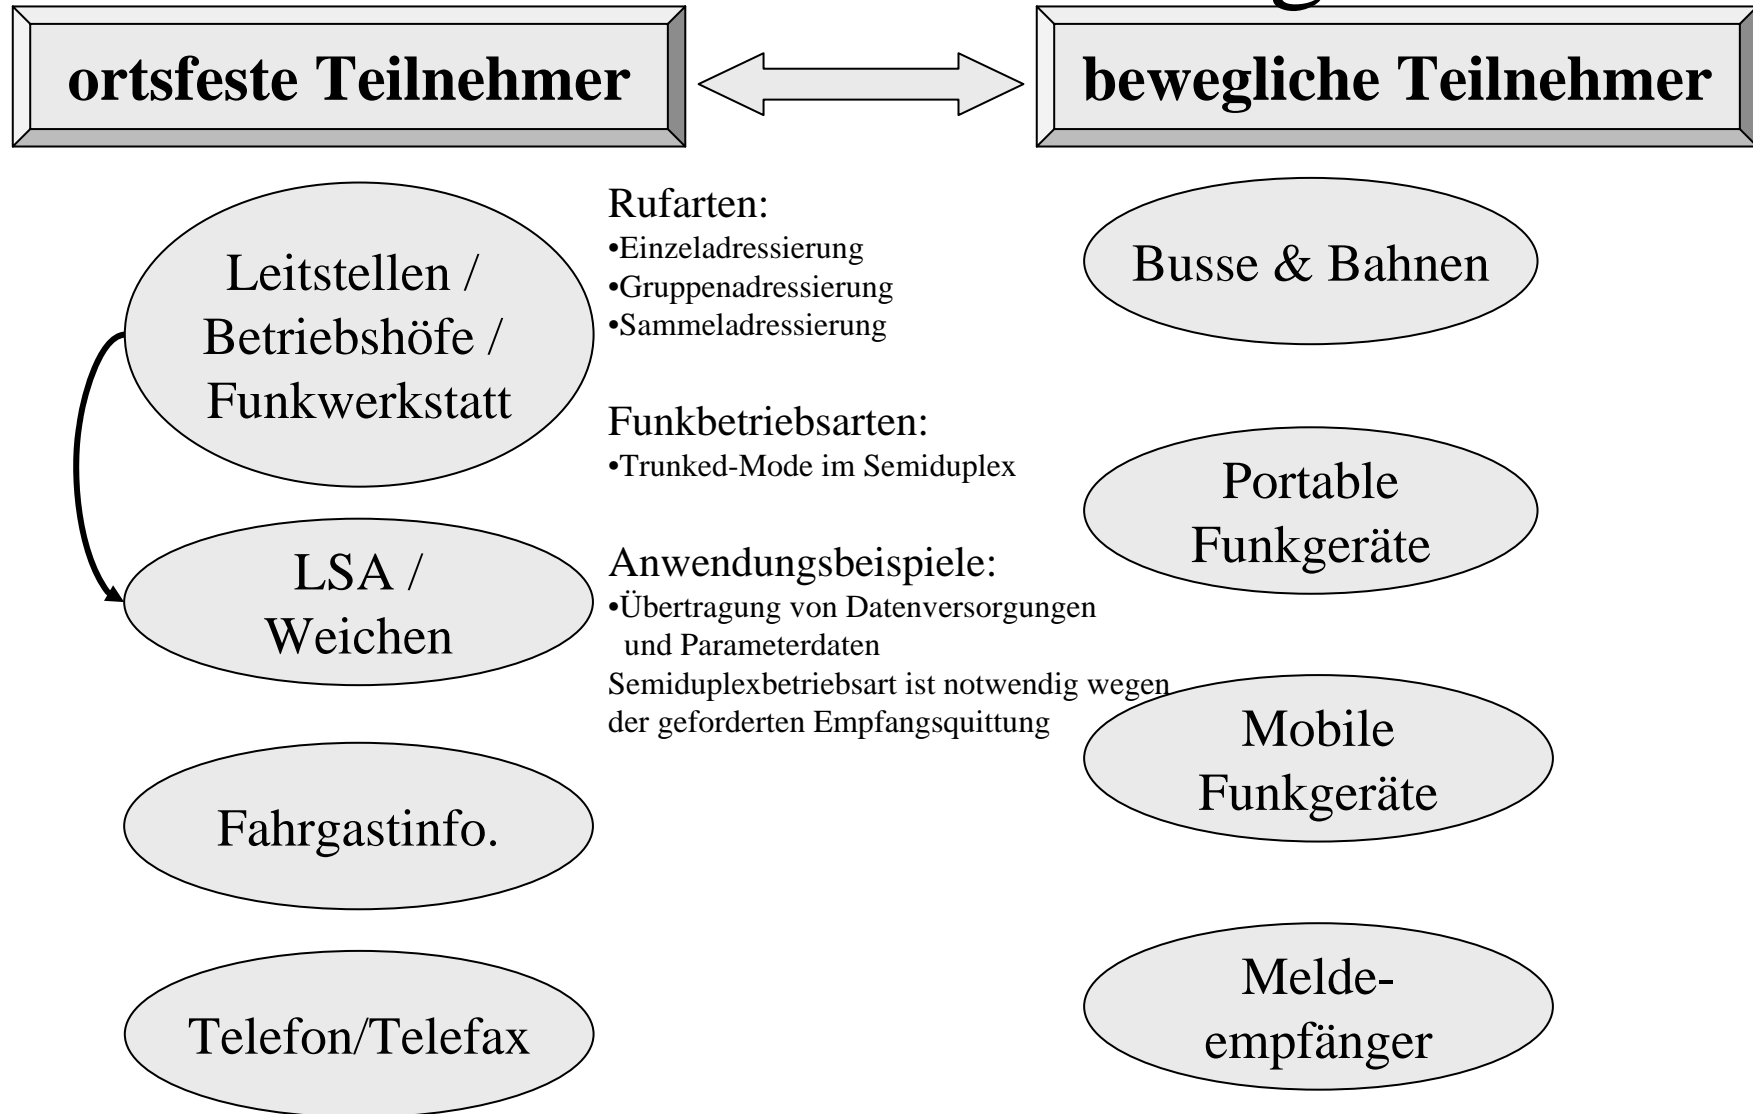 ortsfeste Teilnehmer
bewegliche Teilnehmer
Leitstellen /
Betriebshöfe /
Funkwerkstatt
LSA /
Weichen
Fahrgastinfo.
Telefon/Telefax
Rufarten:
•Einzeladressierung
•Gruppenadressierung
•Sammeladressierung
Funkbetriebsarten:
•Trunked-Mode im Semiduplex
Anwendungsbeispiele:
•Übertragung von Datenversorgungen
und Parameterdaten
Semiduplexbetriebsart ist notwendig wegen
der geforderten Empfangsquittung
Busse & Bahnen
Portable
Funkgeräte
Mobile
Funkgeräte
Melde-
empfänger